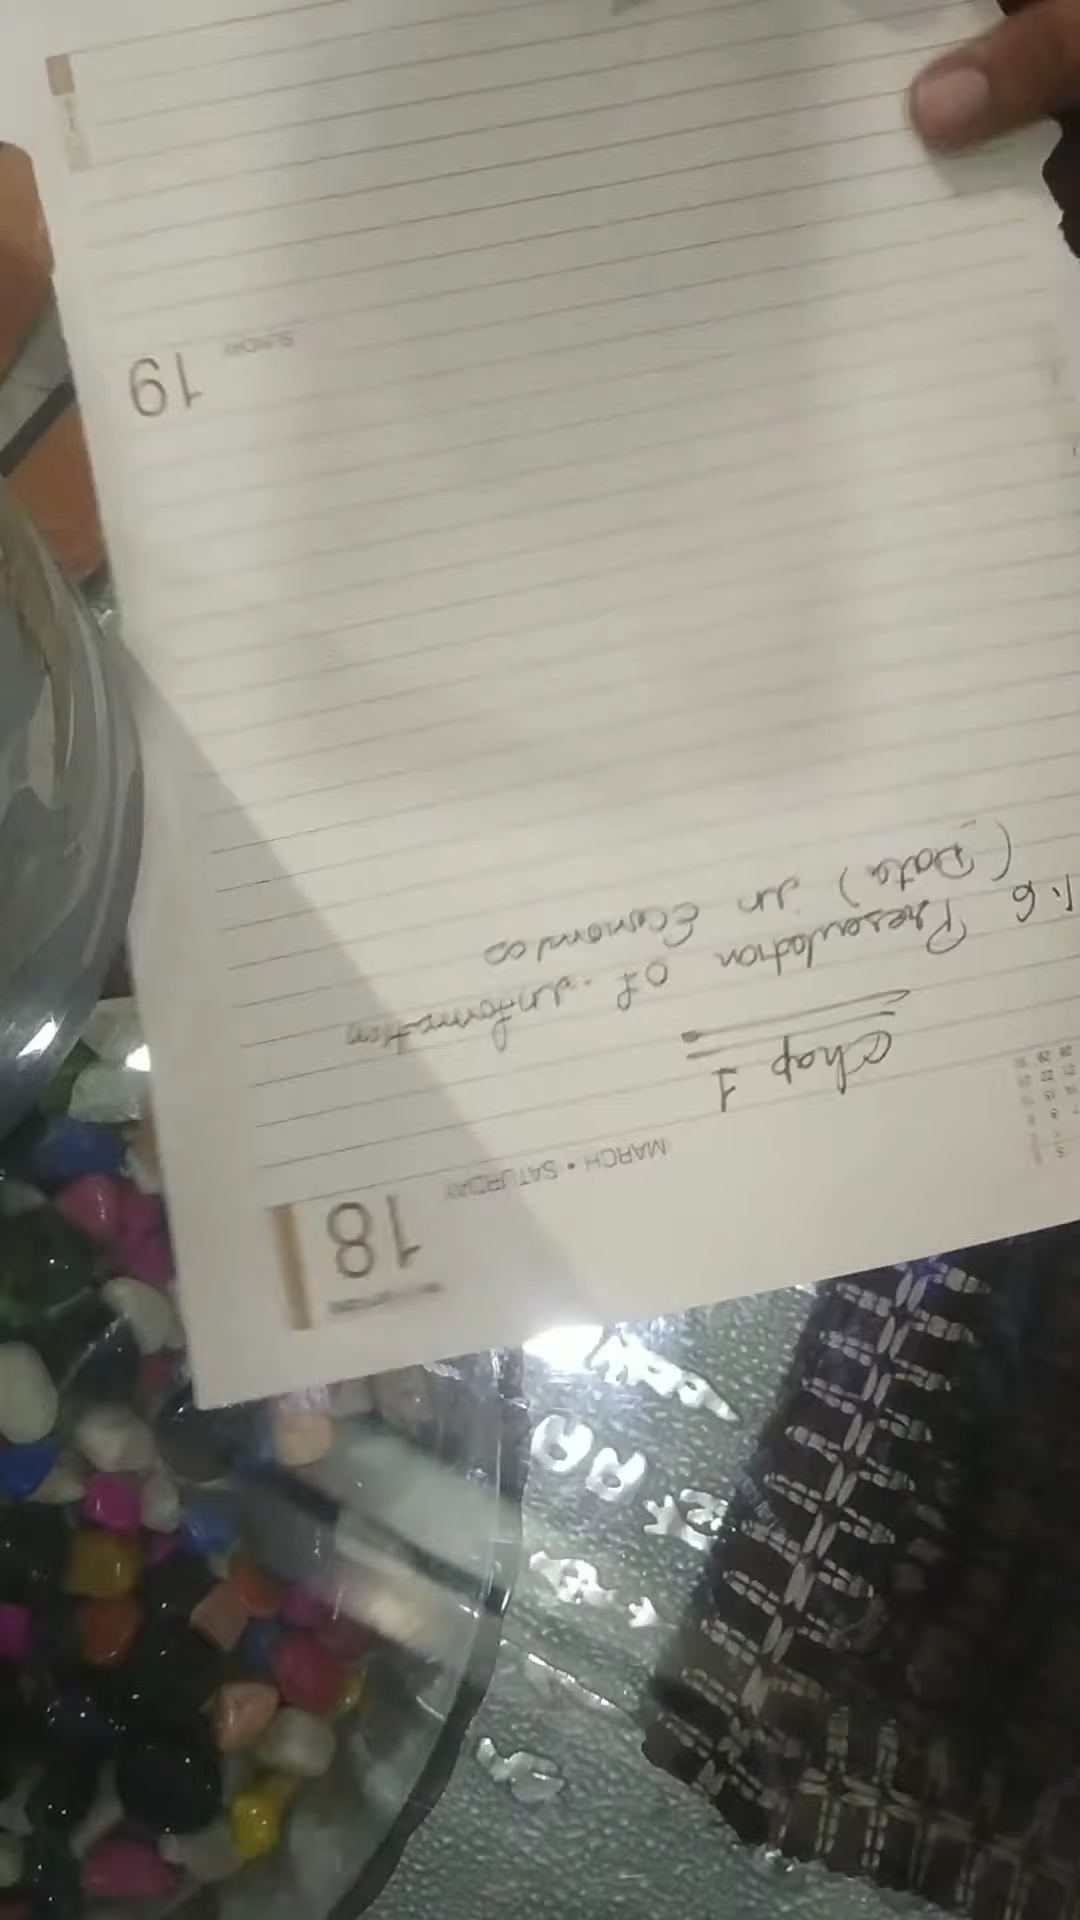 18
MARCH • SATURDAY
Chap 1
1.6 Presentation Of Information
(Data) in Economics
19
SUNDAY